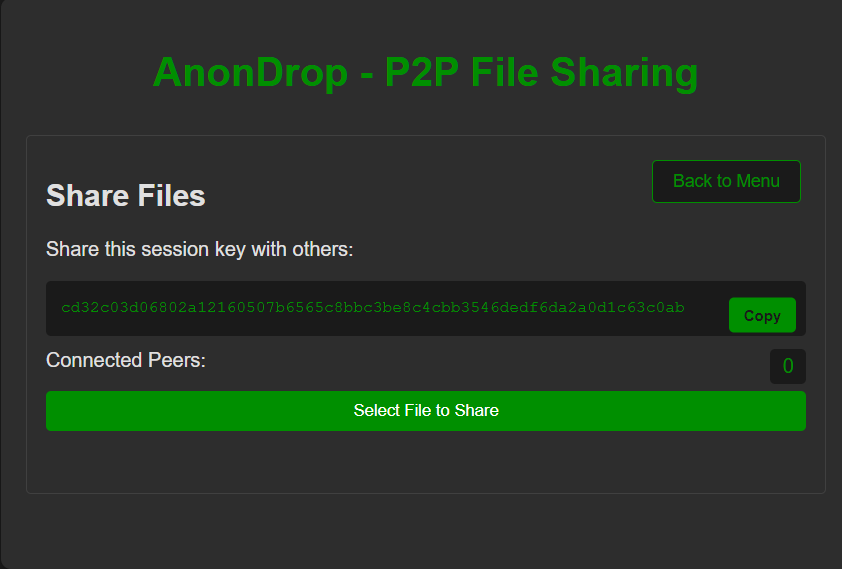 AnonDrop - P2P File Sharing
Share Files
Back to Menu
Share this session key with others:
cd32c03d06802a12160507b6565c8bbc3be8c4cbb3546dedf6da2a0d1c63c0ab
Copy
Connected Peers:
0
Select File to Share